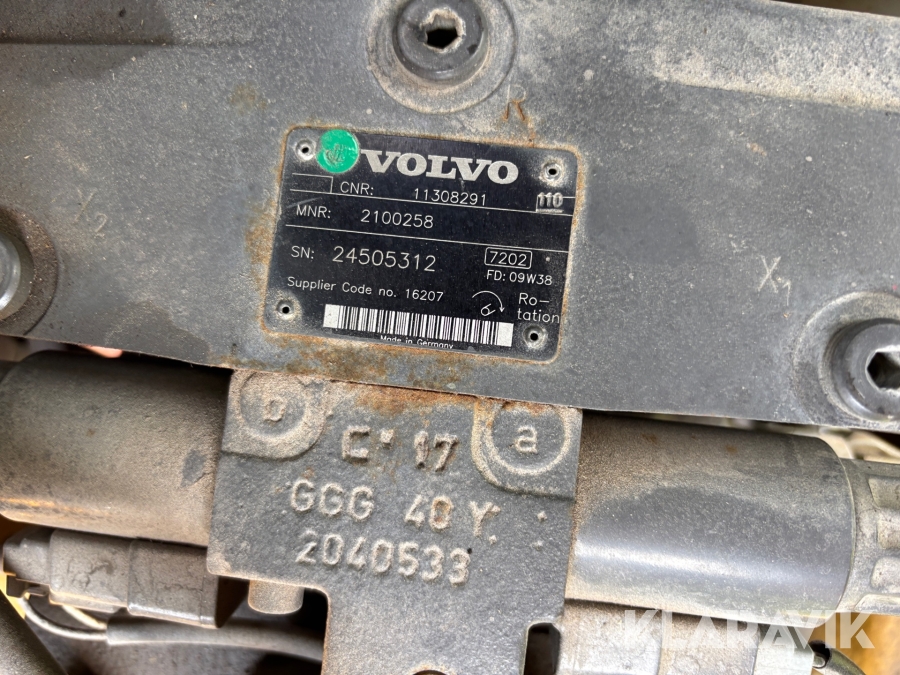 R
VOLVO
CNR: 11308291
110
MNR: 2100258
SN: 24505312
7202
FD: 09W38
Supplier Code no. 16207
Ro-
tation
Made in Germany
X2
X1
b
a
C 17
GGG 40 Y
2040533
KLARAVIK